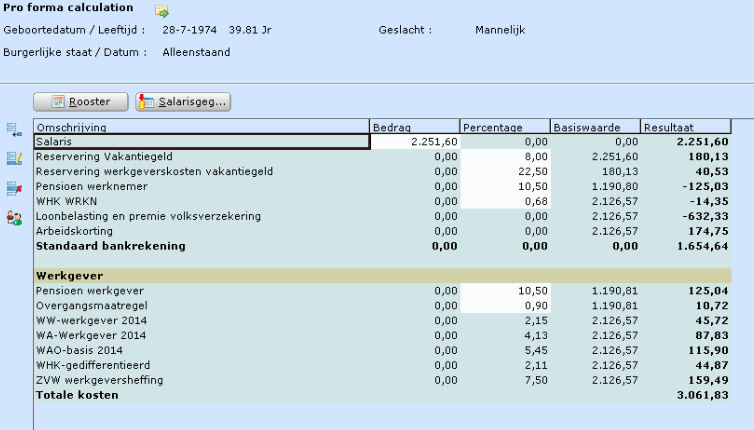 Pro forma calculation
Geboortedatum / Leeftijd : 28-7-1974 39.81 Jr Geslacht : Mannelijk
Burgerlijke staat / Datum : Alleenstaand
Rooster Salarisgeg...
Omschrijving Bedrag Percentage Basiswaarde Resultaat
Salaris 2.251,60 0,00 0,00 2.251,60
Reservering Vakantiegeld 0,00 8,00 2.251,60 180,13
Reservering werkgeverskosten vakantiegeld 0,00 22,50 180,13 40,53
Pensioen werknemer 0,00 10,50 1.190,80 -125,03
WHK WRKN 0,00 0,68 2.126,57 -14,35
Loonbelasting en premie volksverzekering 0,00 0,00 2.126,57 -632,33
Arbeidskorting 0,00 0,00 2.126,57 174,75
Standaard bankrekening 0,00 0,00 0,00 1.654,64
Werkgever
Pensioen werkgever 0,00 10,50 1.190,81 125,04
Overgangsmaatregel 0,00 0,90 1.190,81 10,72
WW-werkgever 2014 0,00 2,15 2.126,57 45,72
WA-Werkgever 2014 0,00 4,13 2.126,57 87,83
WAO-basis 2014 0,00 5,45 2.126,57 115,90
WHK-gedifferentieerd 0,00 2,11 2.126,57 44,87
ZVW werkgeversheffing 0,00 7,50 2.126,57 159,49
Totale kosten 3.061,83